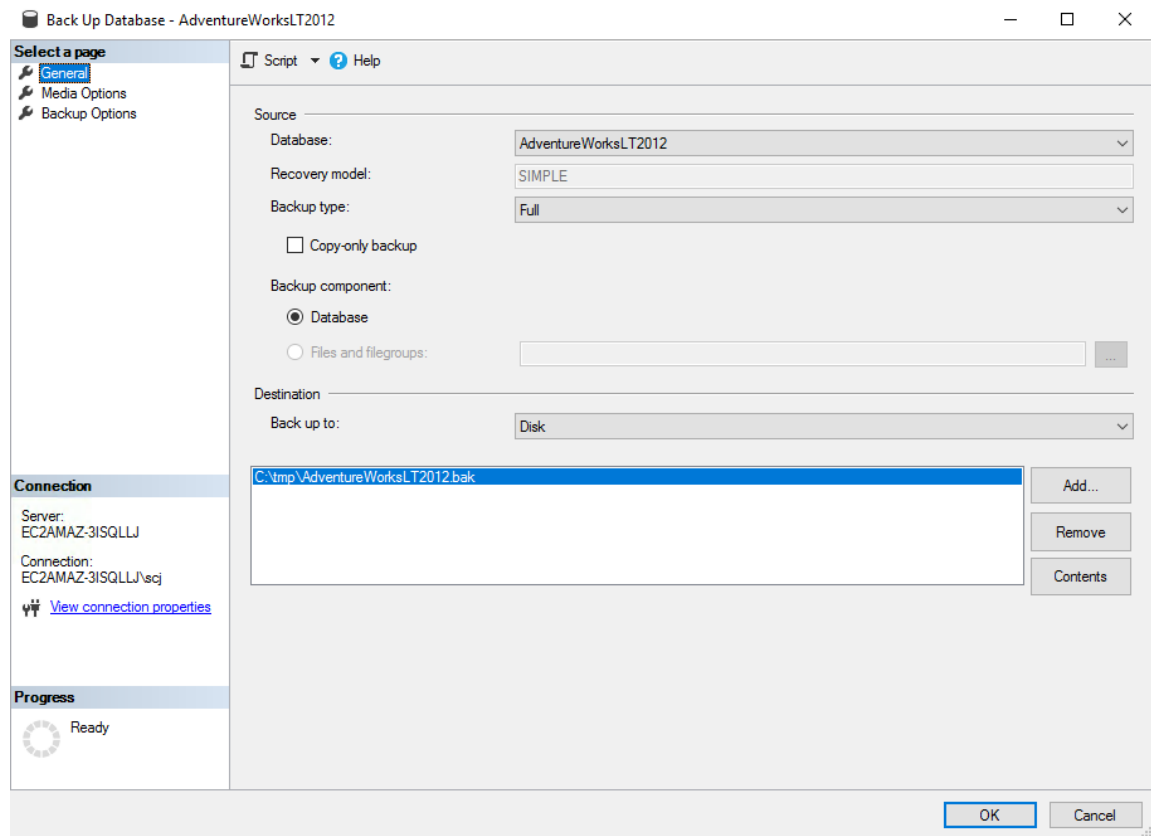 Back Up Database - AdventureWorksLT2012
Select a page
General
Media Options
Backup Options
Connection
Server:
EC2AMAZ-3ISQLLJ
Connection:
EC2AMAZ-3ISQLLJ\scj
View connection properties
Progress
Ready
Script
Help
Source
Database:
AdventureWorksLT2012
Recovery model:
SIMPLE
Backup type:
Full
Copy-only backup
Backup component:
Database
Files and filegroups:
...
Destination
Back up to:
Disk
C:\tmp\AdventureWorksLT2012.bak
Add...
Remove
Contents
OK
Cancel